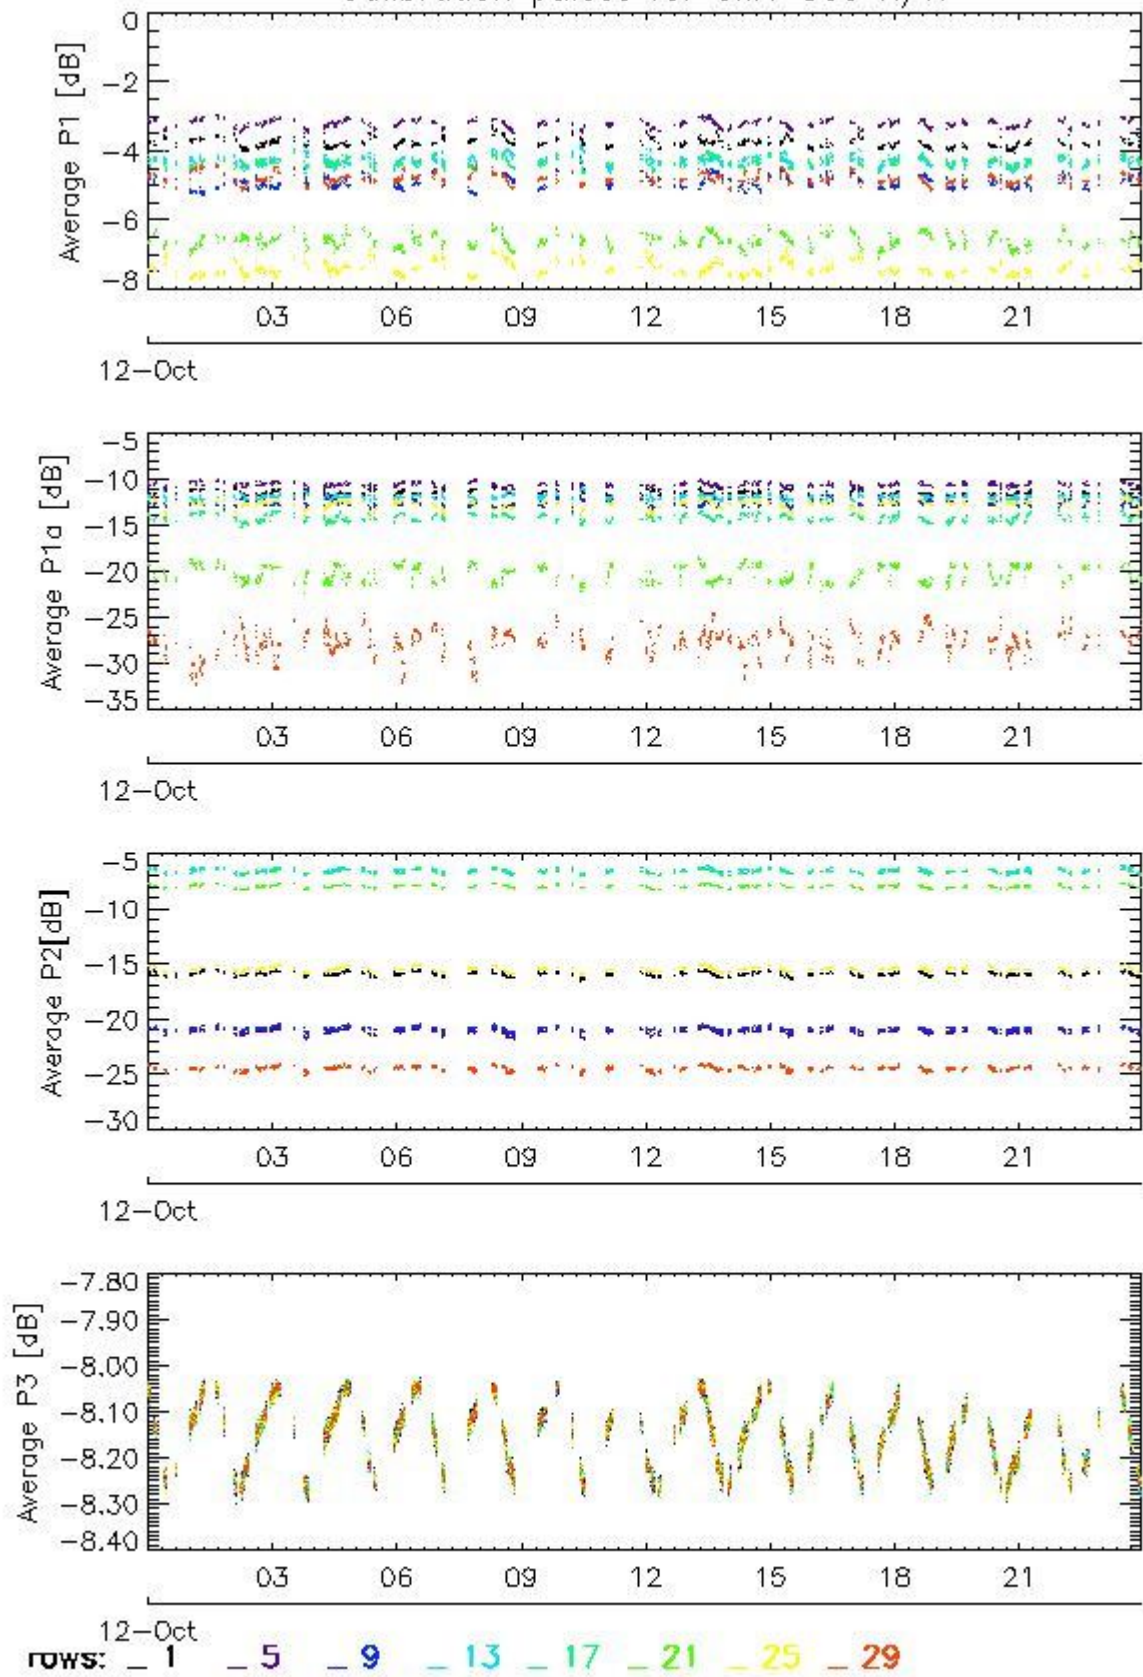 Average P1 [dB]
0
-2
-4
-6
-8
03 06 09 12 15 18 21
12-Oct
Average P1a [dB]
-5
-10
-15
-20
-25
-30
-35
03 06 09 12 15 18 21
12-Oct
Average P2[dB]
-5
-10
-15
-20
-25
-30
03 06 09 12 15 18 21
12-Oct
Average P3 [dB]
-7.80
-7.90
-8.00
-8.10
-8.20
-8.30
-8.40
03 06 09 12 15 18 21
12-Oct
rows: _ 1 _ 5 _ 9 _ 13 _ 17 _ 21 _ 25 _ 29